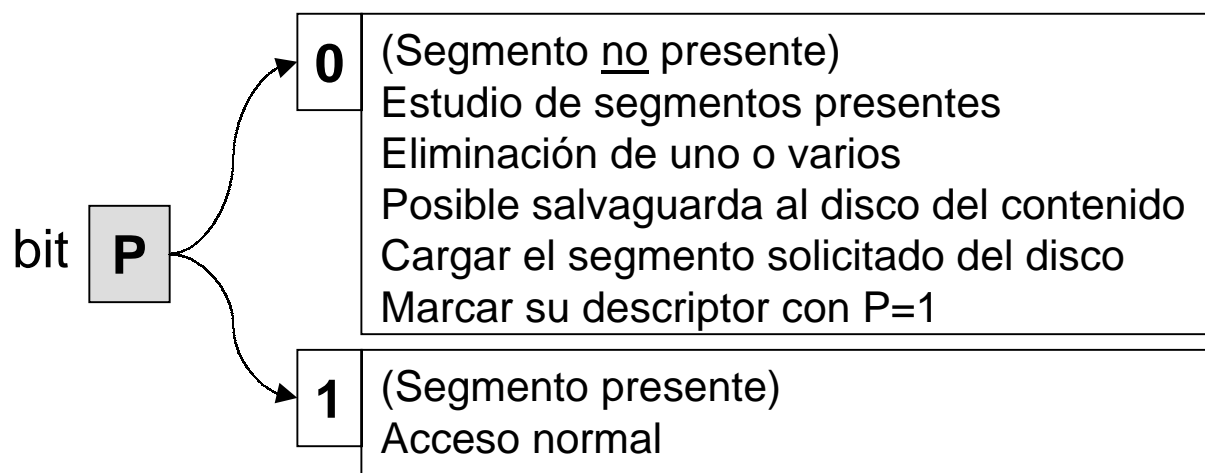 bit P
0
(Segmento no presente)
Estudio de segmentos presentes
Eliminación de uno o varios
Posible salvaguarda al disco del contenido
Cargar el segmento solicitado del disco
Marcar su descriptor con P=1
1
(Segmento presente)
Acceso normal